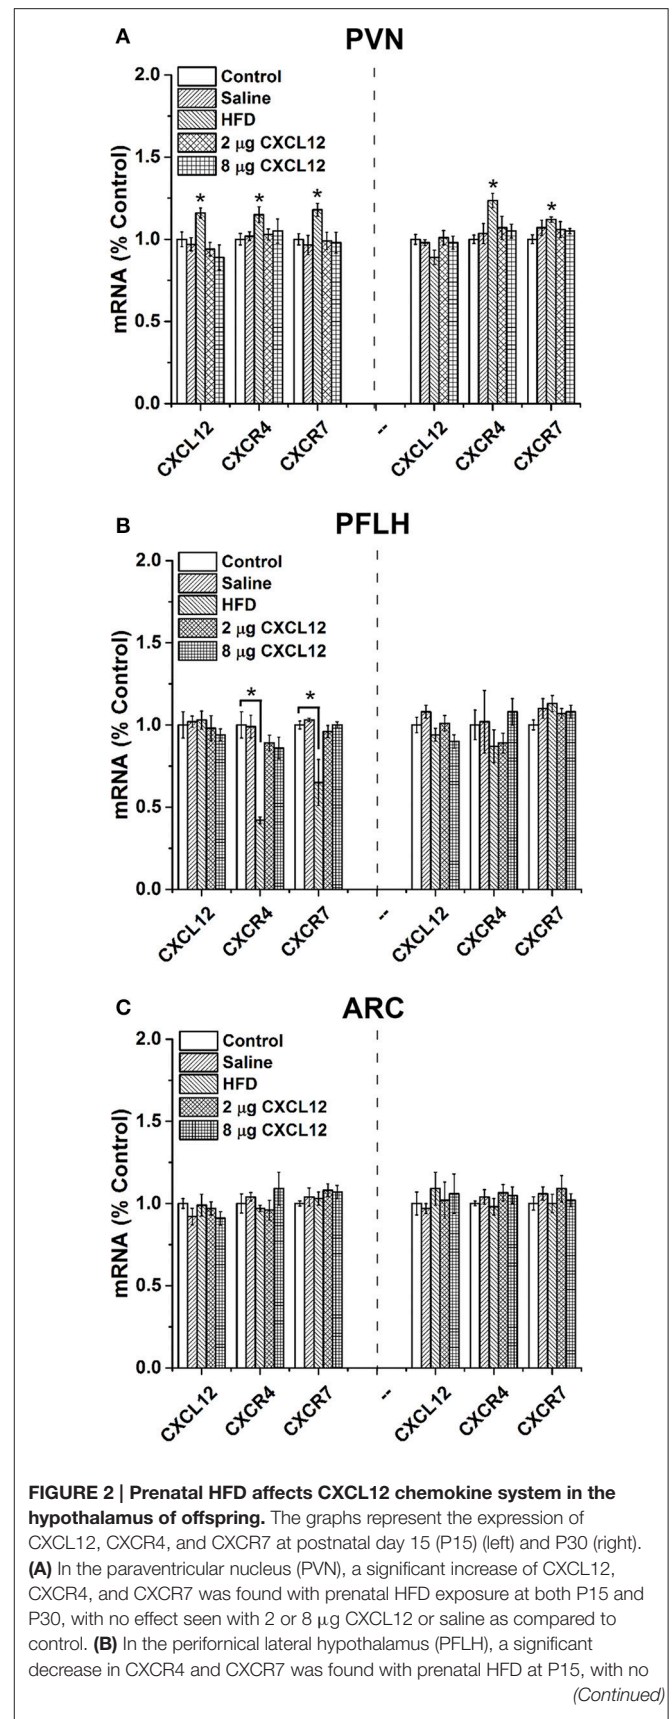 A
PVN
2.0
1.5
1.0
0.5
0.0
mRNA (% Control)
Control
Saline
HFD
2 μg CXCL12
8 μg CXCL12
* * * * *
CXCL12 CXCR4 CXCR7 -- CXCL12 CXCR4 CXCR7
B
PFLH
2.0
1.5
1.0
0.5
0.0
mRNA (% Control)
Control
Saline
HFD
2 μg CXCL12
8 μg CXCL12
* *
CXCL12 CXCR4 CXCR7 -- CXCL12 CXCR4 CXCR7
C
ARC
2.0
1.5
1.0
0.5
0.0
mRNA (% Control)
Control
Saline
HFD
2 μg CXCL12
8 μg CXCL12
CXCL12 CXCR4 CXCR7 -- CXCL12 CXCR4 CXCR7
FIGURE 2 | Prenatal HFD affects CXCL12 chemokine system in the
hypothalamus of offspring. The graphs represent the expression of
CXCL12, CXCR4, and CXCR7 at postnatal day 15 (P15) (left) and P30 (right).
(A) In the paraventricular nucleus (PVN), a significant increase of CXCL12,
CXCR4, and CXCR7 was found with prenatal HFD exposure at both P15 and
P30, with no effect seen with 2 or 8 μg CXCL12 or saline as compared to
control. (B) In the perifornical lateral hypothalamus (PFLH), a significant
decrease in CXCR4 and CXCR7 was found with prenatal HFD at P15, with no
(Continued)